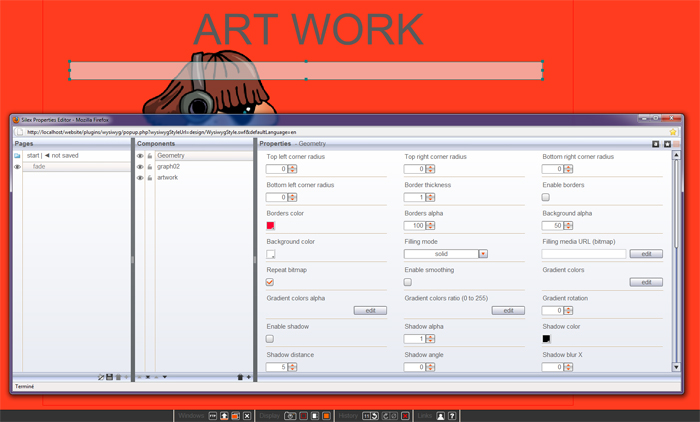 ART WORK
Silex Properties Editor - Mozilla Firefox
http://localhost/website/plugins/wysiwyg/popup.php?wysiwygStyleUrl=design/WysiwygStyle.swf&defaultLanguage=en
Pages Components Properties - Geometry
start | ◄ not saved
fade
Geometry
graph02
artwork
Top left corner radius Top right corner radius Bottom right corner radius
0 0 0
Bottom left corner radius Border thickness Enable borders
0 1
Borders color Borders alpha Background alpha
100 50
Background color Filling mode Filling media URL (bitmap)
solid edit
Repeat bitmap Enable smoothing Gradient colors
edit
Gradient colors alpha Gradient colors ratio (0 to 255) Gradient rotation
edit edit 0
Enable shadow Shadow alpha Shadow color
1
Shadow distance Shadow angle Shadow blur X
5 0 0
Terminé
Windows Display History Links